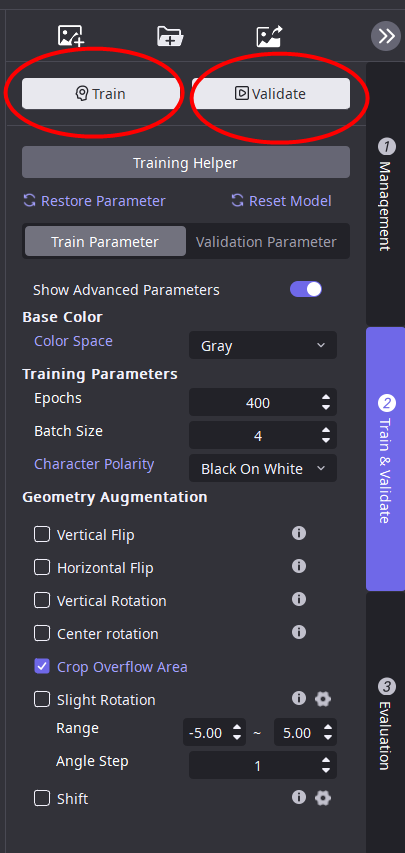 Train Validate
Training Helper
Restore Parameter Reset Model
Train Parameter Validation Parameter
Show Advanced Parameters
Base Color
Color Space Gray
Training Parameters
Epochs 400
Batch Size 4
Character Polarity Black On White
Geometry Augmentation
Vertical Flip
Horizontal Flip
Vertical Rotation
Center rotation
Crop Overflow Area
Slight Rotation
Range -5.00 ~ 5.00
Angle Step 1
Shift
1 Management
2 Train & Validate
3 Evaluation